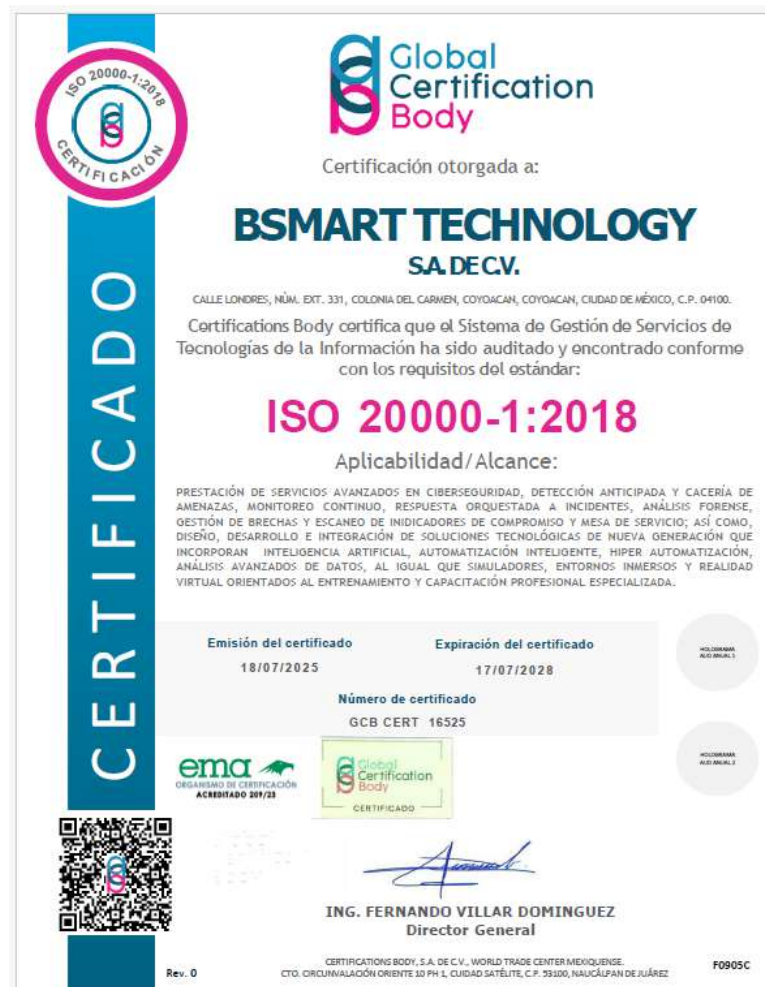 ISO 20000-1:2018
CERTIFICACIÓN
CERTIFICADO
Global
Certification
Body
Certificación otorgada a:
BSMART TECHNOLOGY
S.A. DE C.V.
CALLE LONDRES, NÚM. EXT. 331, COLONIA DEL CARMEN, COYOACAN, COYOACAN, CIUDAD DE MÉXICO, C.P. 04100.
Certifications Body certifica que el Sistema de Gestión de Servicios de
Tecnologías de la Información ha sido auditado y encontrado conforme
con los requisitos del estándar:
ISO 20000-1:2018
Aplicabilidad/Alcance:
PRESTACIÓN DE SERVICIOS AVANZADOS EN CIBERSEGURIDAD, DETECCIÓN ANTICIPADA Y CACERÍA DE
AMENAZAS, MONITOREO CONTINUO, RESPUESTA ORQUESTADA A INCIDENTES, ANÁLISIS FORENSE,
GESTIÓN DE BRECHAS Y ESCANEO DE INIDICADORES DE COMPROMISO Y MESA DE SERVICIO; ASÍ COMO,
DISEÑO, DESARROLLO E INTEGRACIÓN DE SOLUCIONES TECNOLÓGICAS DE NUEVA GENERACIÓN QUE
INCORPORAN INTELIGENCIA ARTIFICIAL, AUTOMATIZACIÓN INTELIGENTE, HIPER AUTOMATIZACIÓN,
ANÁLISIS AVANZADOS DE DATOS, AL IGUAL QUE SIMULADORES, ENTORNOS INMERSOS Y REALIDAD
VIRTUAL ORIENTADOS AL ENTRENAMIENTO Y CAPACITACIÓN PROFESIONAL ESPECIALIZADA.
Emisión del certificado
18/07/2025
Expiración del certificado
17/07/2028
Número de certificado
GCB CERT 16525
HOLOGRAMA
AUD ANUAL 1
HOLOGRAMA
AUD ANUAL 2
ema
ORGANISMO DE CERTIFICACIÓN
ACREDITADO 209/23
Global
Certification
Body
CERTIFICADO
ING. FERNANDO VILLAR DOMINGUEZ
Director General
Rev. 0
CERTIFICATIONS BODY, S.A. DE C.V., WORLD TRADE CENTER MEXIQUENSE.
CTO. CIRCUNVALACIÓN ORIENTE 10 PH 1, CUIDAD SATÉLITE, C.P. 53100, NAUCÁLPAN DE JUÁREZ
F0905C